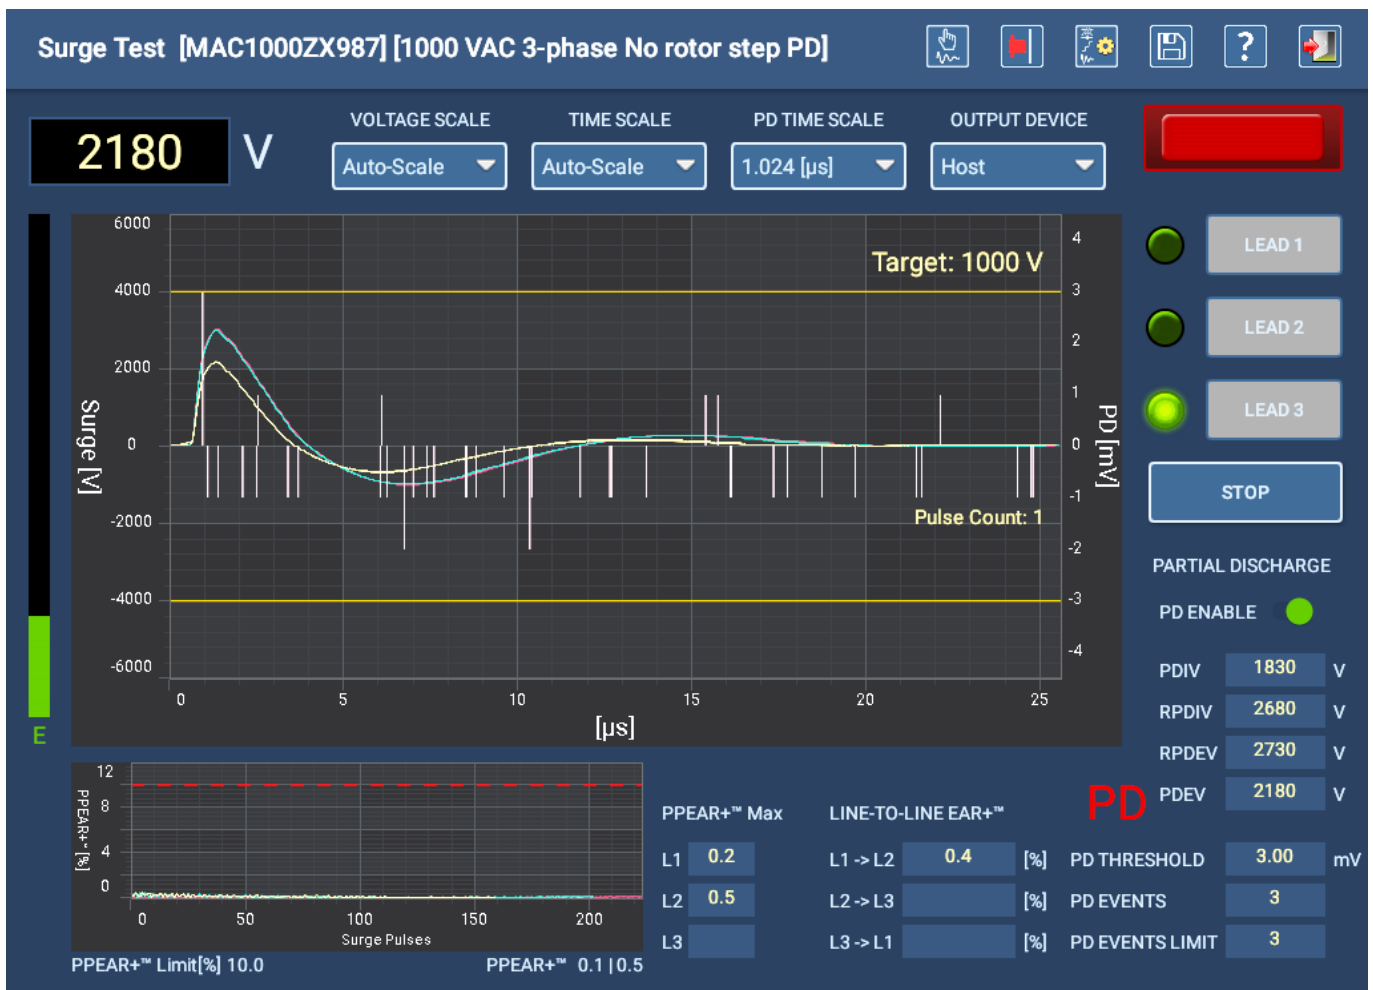 Surge Test [MAC1000ZX987] [1000 VAC 3-phase No rotor step PD]
?
2180 V
VOLTAGE SCALE
Auto-Scale
TIME SCALE
Auto-Scale
PD TIME SCALE
1.024 [µs]
OUTPUT DEVICE
Host
LEAD 1
LEAD 2
LEAD 3
STOP
6000
4000
2000
0
-2000
-4000
-6000
Surge [V]
Target: 1000 V
Pulse Count: 1
4
3
2
1
0
-1
-2
-3
-4
PD [mV]
0 5 10 15 20 25
[µs]
E
PARTIAL DISCHARGE
PD ENABLE
PDIV 1830 V
RPDIV 2680 V
RPDEV 2730 V
PD
PDEV 2180 V
PD THRESHOLD 3.00 mV
PD EVENTS 3
PD EVENTS LIMIT 3
12
8
4
0
PPEAR+™ [%]
0 50 100 150 200
Surge Pulses
PPEAR+™ Limit[%] 10.0
PPEAR+™ 0.1 | 0.5
PPEAR+™ Max
L1 0.2
L2 0.5
L3
LINE-TO-LINE EAR+™
L1 -> L2 0.4 [%]
L2 -> L3 [%]
L3 -> L1 [%]